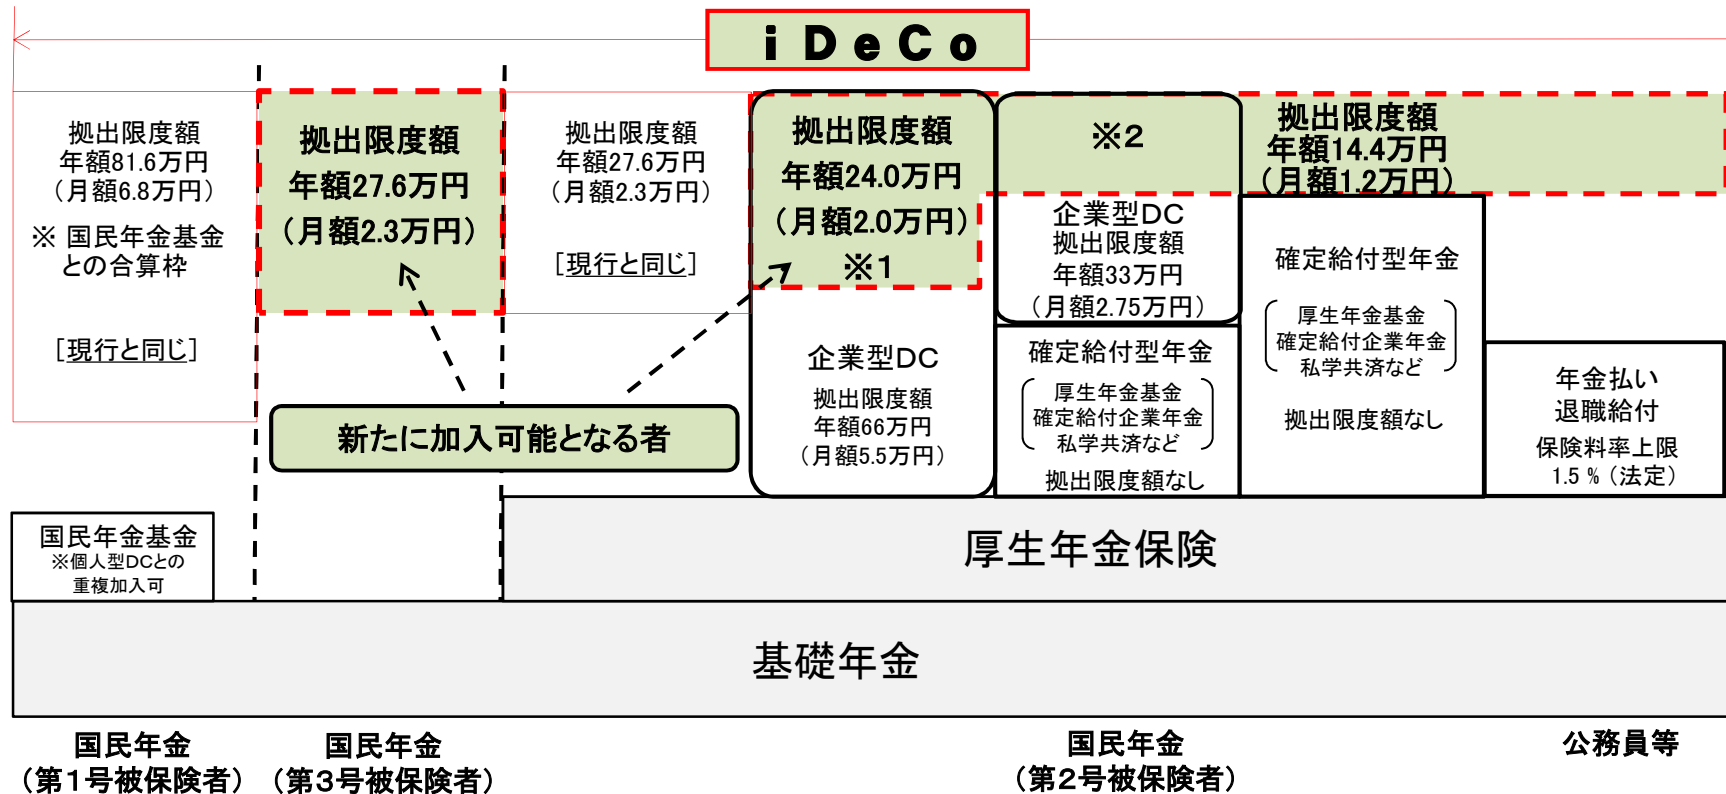 iDeCo
拠出限度額
年額81.6万円
（月額6.8万円）
※ 国民年金基金
との合算枠
［現行と同じ］
拠出限度額
年額27.6万円
（月額2.3万円）
拠出限度額
年額27.6万円
（月額2.3万円）
［現行と同じ］
拠出限度額
年額24.0万円
（月額2.0万円）
※1
企業型DC
拠出限度額
年額66万円
（月額5.5万円）
※2
企業型DC
拠出限度額
年額33万円
（月額2.75万円）
確定給付型年金
厚生年金基金
確定給付企業年金
私学共済など
拠出限度額なし
拠出限度額
年額14.4万円
（月額1.2万円）
確定給付型年金
厚生年金基金
確定給付企業年金
私学共済など
拠出限度額なし
年金払い
退職給付
保険料率上限
1.5％（法定）
新たに加入可能となる者
国民年金基金
※個人型DCとの
重複加入可
厚生年金保険
基礎年金
国民年金
（第1号被保険者）
国民年金
（第3号被保険者）
国民年金
（第2号被保険者）
公務員等